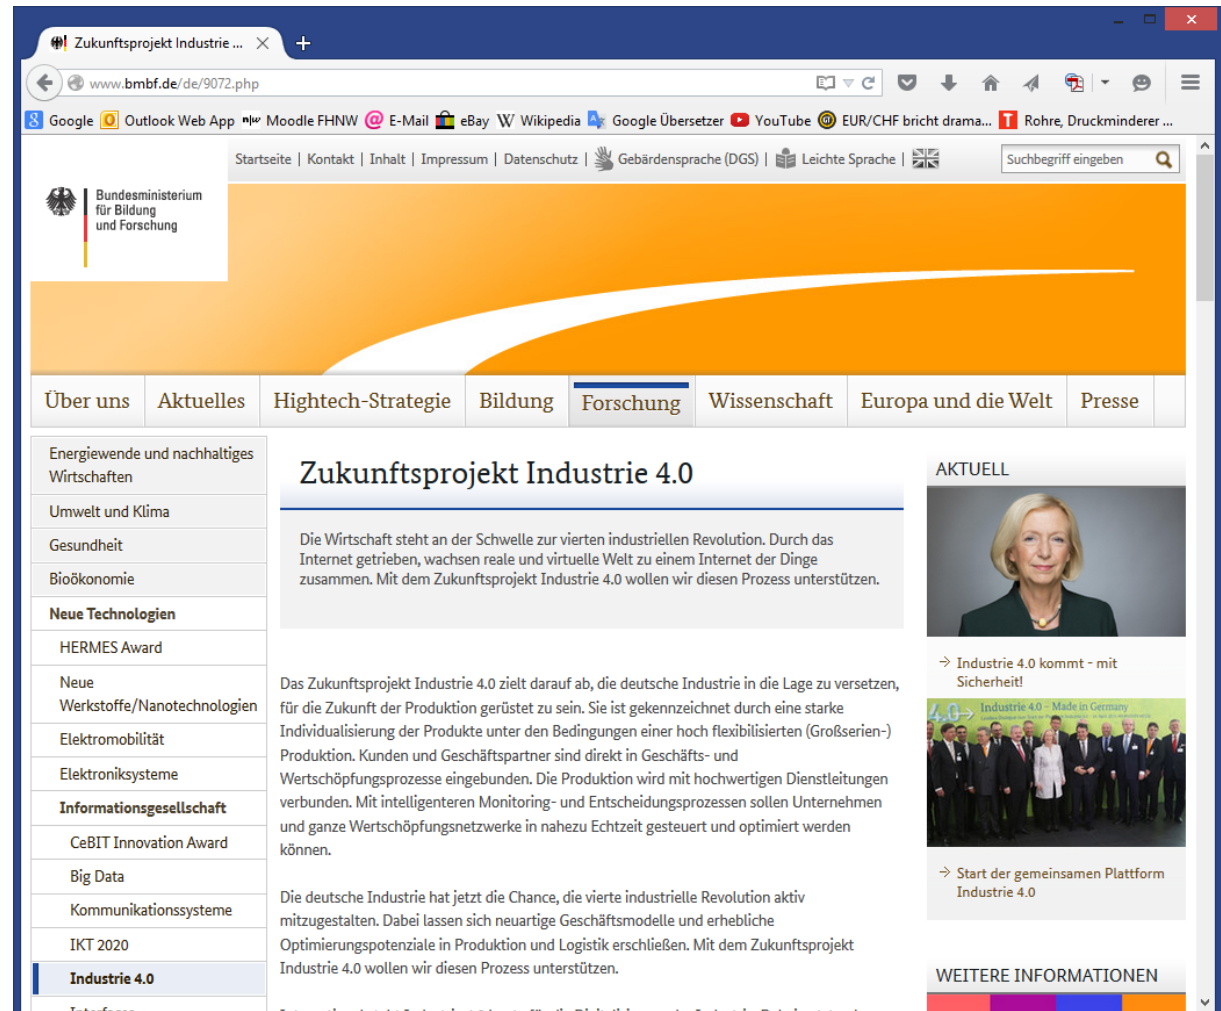 Zukunftsprojekt Industrie ...
www.bmbf.de/de/9072.php
Google Outlook Web App n|w Moodle FHNW E-Mail eBay Wikipedia Google Übersetzer YouTube EUR/CHF bricht drama... Rohre, Druckminderer ...
Startseite | Kontakt | Inhalt | Impressum | Datenschutz | Gebärdensprache (DGS) | Leichte Sprache |
Suchbegriff eingeben
Bundesministerium
für Bildung
und Forschung
Über uns Aktuelles Hightech-Strategie Bildung Forschung Wissenschaft Europa und die Welt Presse
Energiewende und nachhaltiges
Wirtschaften
Umwelt und Klima
Gesundheit
Bioökonomie
Neue Technologien
HERMES Award
Neue
Werkstoffe/Nanotechnologien
Elektromobilität
Elektroniksysteme
Informationsgesellschaft
CeBIT Innovation Award
Big Data
Kommunikationssysteme
IKT 2020
Industrie 4.0
Zukunftsprojekt Industrie 4.0
Die Wirtschaft steht an der Schwelle zur vierten industriellen Revolution. Durch das
Internet getrieben, wachsen reale und virtuelle Welt zu einem Internet der Dinge
zusammen. Mit dem Zukunftsprojekt Industrie 4.0 wollen wir diesen Prozess unterstützen.
Das Zukunftsprojekt Industrie 4.0 zielt darauf ab, die deutsche Industrie in die Lage zu versetzen,
für die Zukunft der Produktion gerüstet zu sein. Sie ist gekennzeichnet durch eine starke
Individualisierung der Produkte unter den Bedingungen einer hoch flexibilisierten (Großserien-)
Produktion. Kunden und Geschäftspartner sind direkt in Geschäfts- und
Wertschöpfungsprozesse eingebunden. Die Produktion wird mit hochwertigen Dienstleitungen
verbunden. Mit intelligenteren Monitoring- und Entscheidungsprozessen sollen Unternehmen
und ganze Wertschöpfungsnetzwerke in nahezu Echtzeit gesteuert und optimiert werden
können.
Die deutsche Industrie hat jetzt die Chance, die vierte industrielle Revolution aktiv
mitzugestalten. Dabei lassen sich neuartige Geschäftsmodelle und erhebliche
Optimierungspotenziale in Produktion und Logistik erschließen. Mit dem Zukunftsprojekt
Industrie 4.0 wollen wir diesen Prozess unterstützen.
AKTUELL
Industrie 4.0 kommt - mit
Sicherheit!
4.0 Industrie 4.0 – Made in Germany
Start der gemeinsamen Plattform
Industrie 4.0
WEITERE INFORMATIONEN